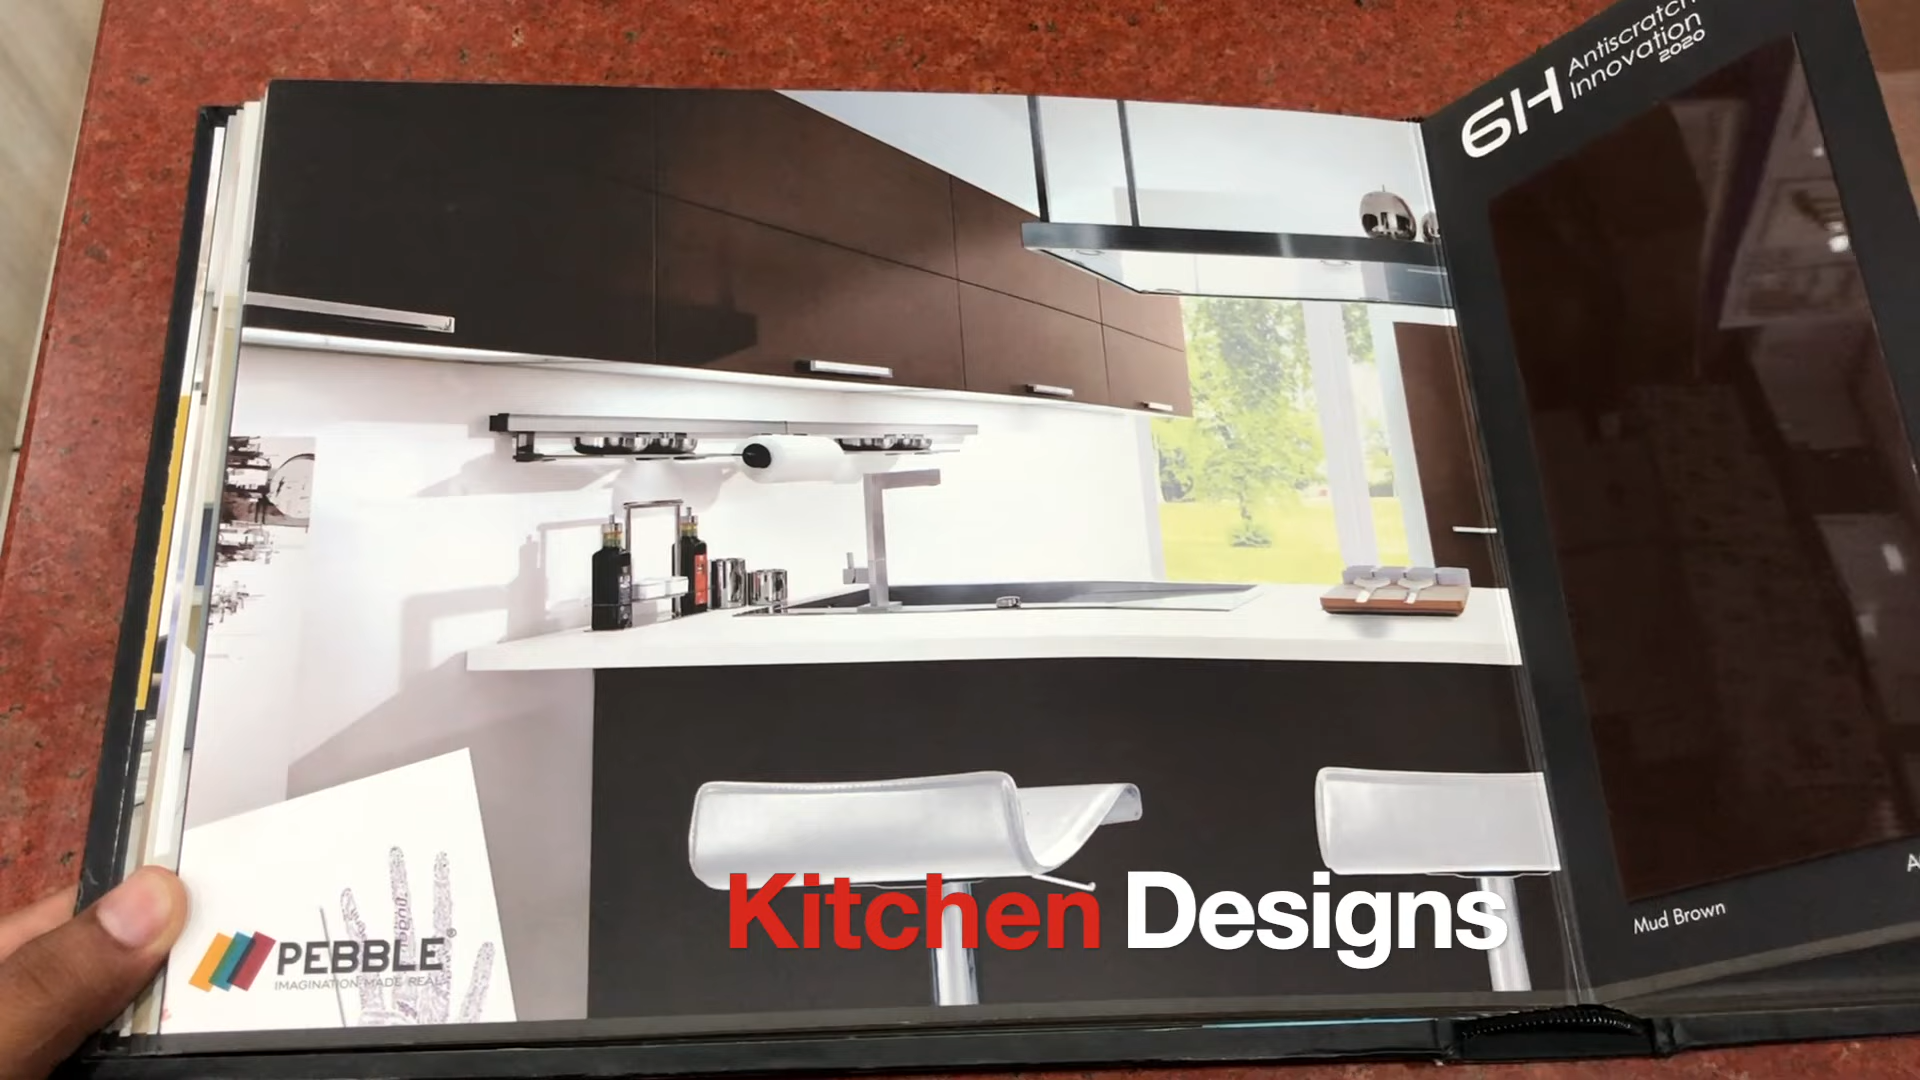 6H Antiscratch
Innovation
2020
Kitchen Designs
Mud Brown
PEBBLE®
IMAGINATION MADE REAL